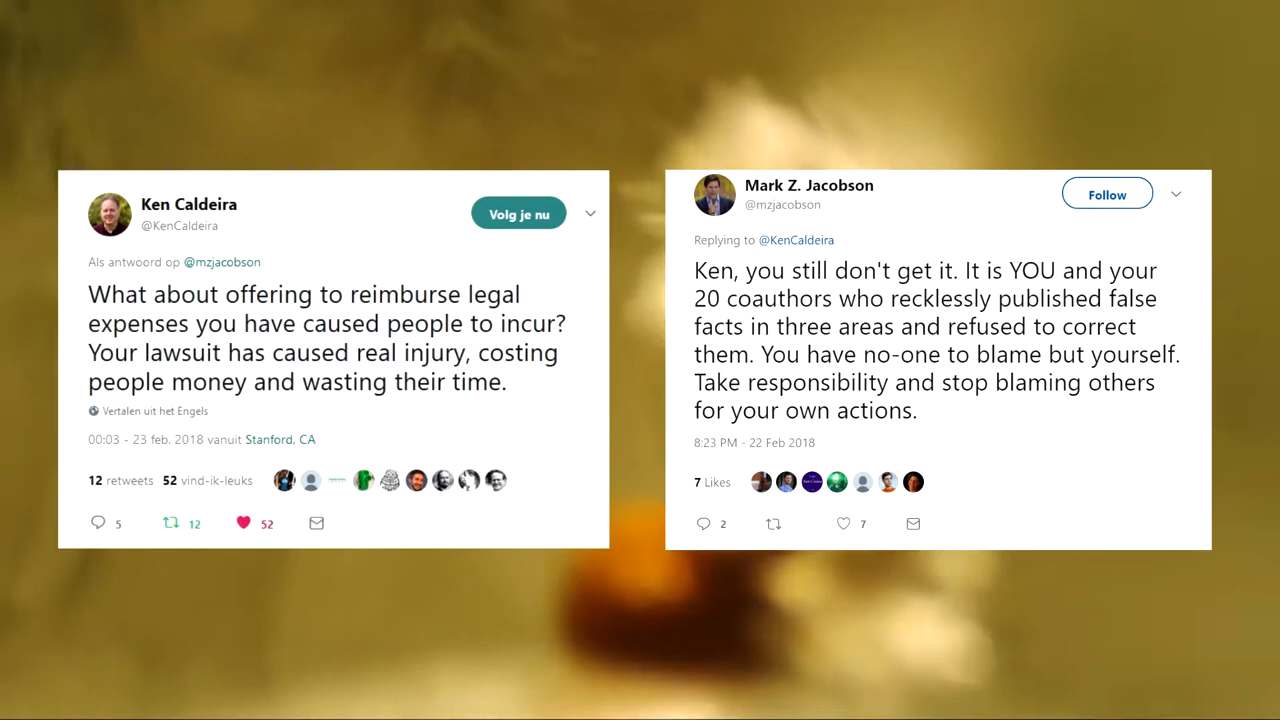 Ken Caldeira
@KenCaldeira
Volg je nu
Als antwoord op @mzjacobson
What about offering to reimburse legal
expenses you have caused people to incur?
Your lawsuit has caused real injury, costing
people money and wasting their time.
Vertalen uit het Engels
00:03 - 23 feb. 2018 vanuit Stanford, CA
12 retweets 52 vind-ik-leuks
5 12 52
Mark Z. Jacobson
@mzjacobson
Follow
Replying to @KenCaldeira
Ken, you still don't get it. It is YOU and your
20 coauthors who recklessly published false
facts in three areas and refused to correct
them. You have no-one to blame but yourself.
Take responsibility and stop blaming others
for your own actions.
8:23 PM - 22 Feb 2018
7 Likes
2 7